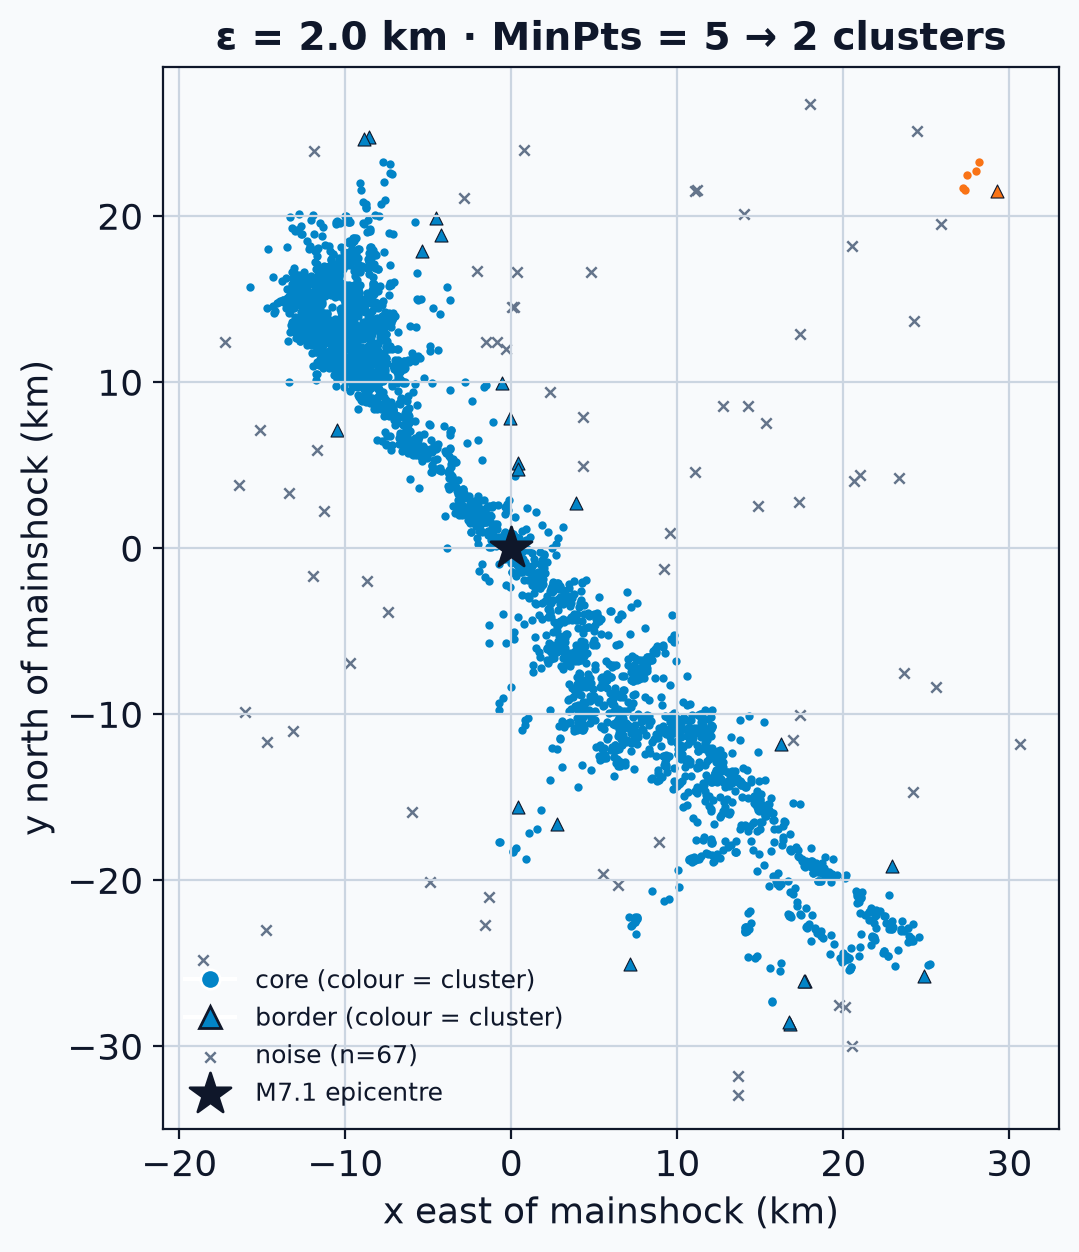 ε = 2.0 km · MinPts = 5 → 2 clusters
y north of mainshock (km)
20
10
0
−10
−20
−30
core (colour = cluster)
border (colour = cluster)
noise (n=67)
M7.1 epicentre
−20
−10
0
10
20
30
x east of mainshock (km)